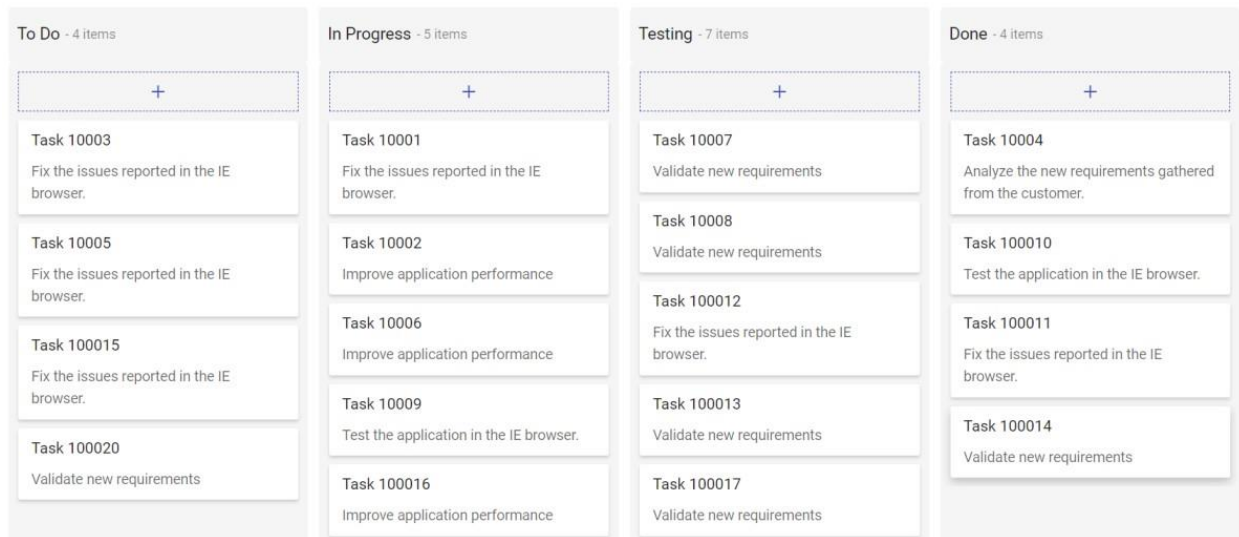 To Do - 4 items
+
Task 10003
Fix the issues reported in the IE
browser.
Task 10005
Fix the issues reported in the IE
browser.
Task 100015
Fix the issues reported in the IE
browser.
Task 100020
Validate new requirements
In Progress - 5 items
+
Task 10001
Fix the issues reported in the IE
browser.
Task 10002
Improve application performance
Task 10006
Improve application performance
Task 10009
Test the application in the IE browser.
Task 100016
Improve application performance
Testing - 7 items
+
Task 10007
Validate new requirements
Task 10008
Validate new requirements
Task 100012
Fix the issues reported in the IE
browser.
Task 100013
Validate new requirements
Task 100017
Validate new requirements
Done - 4 items
+
Task 10004
Analyze the new requirements gathered
from the customer.
Task 100010
Test the application in the IE browser.
Task 100011
Fix the issues reported in the IE
browser.
Task 100014
Validate new requirements